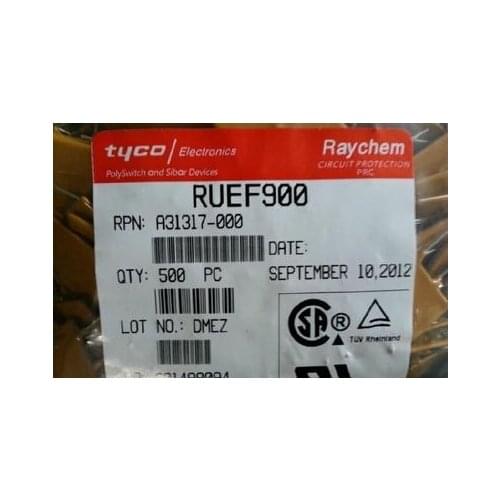 tyco / Electronics
Raychem
CIRCUIT PROTECTION
PRC
PolySwitch and Sibar Devices
RUEF900
RPN: A31317-000
DATE:
QTY: 500 PC
SEPTEMBER 10,2012
LOT NO.: DMEZ
SA ®
TÜV Rheinland